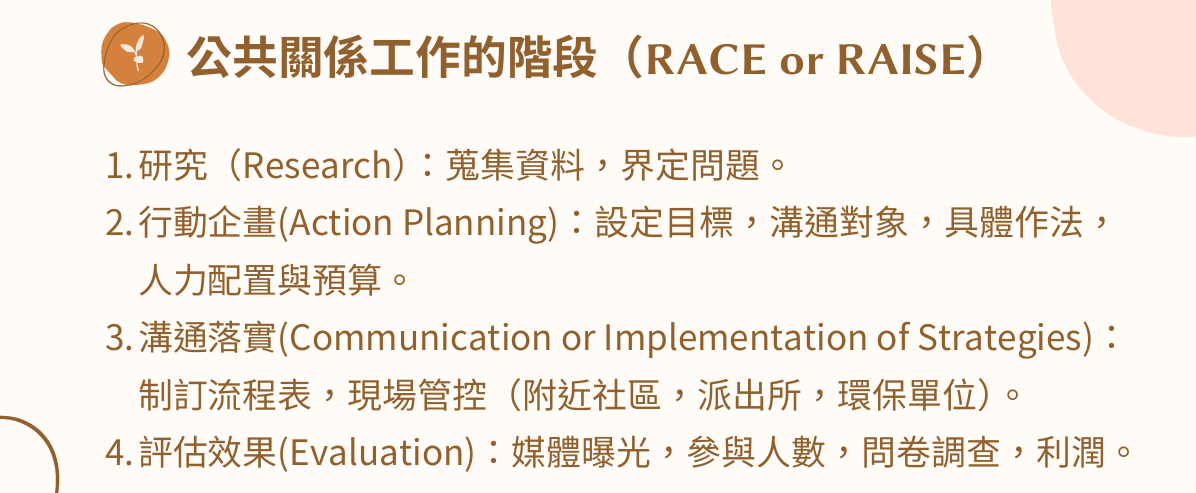 公共關係工作的階段（RACE or RAISE）
1.研究（Research）：蒐集資料，界定問題。
2.行動企畫(Action Planning)：設定目標，溝通對象，具體作法，
人力配置與預算。
3.溝通落實(Communication or Implementation of Strategies)：
制訂流程表，現場管控（附近社區，派出所，環保單位）。
4.評估效果(Evaluation)：媒體曝光，參與人數，問卷調查，利潤。